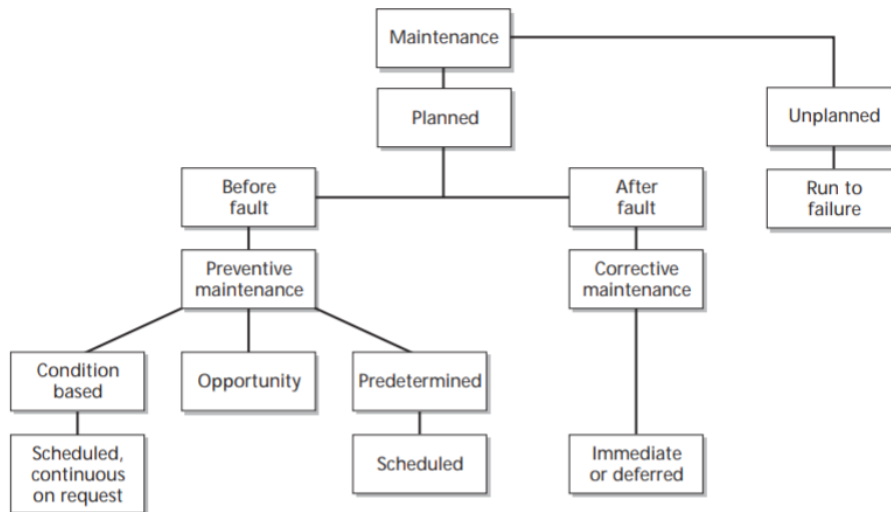 Maintenance
Planned
Unplanned
Before
fault
After
fault
Run to
failure
Preventive
maintenance
Corrective
maintenance
Condition
based
Opportunity
Predetermined
Scheduled,
continuous
on request
Scheduled
Immediate
or deferred